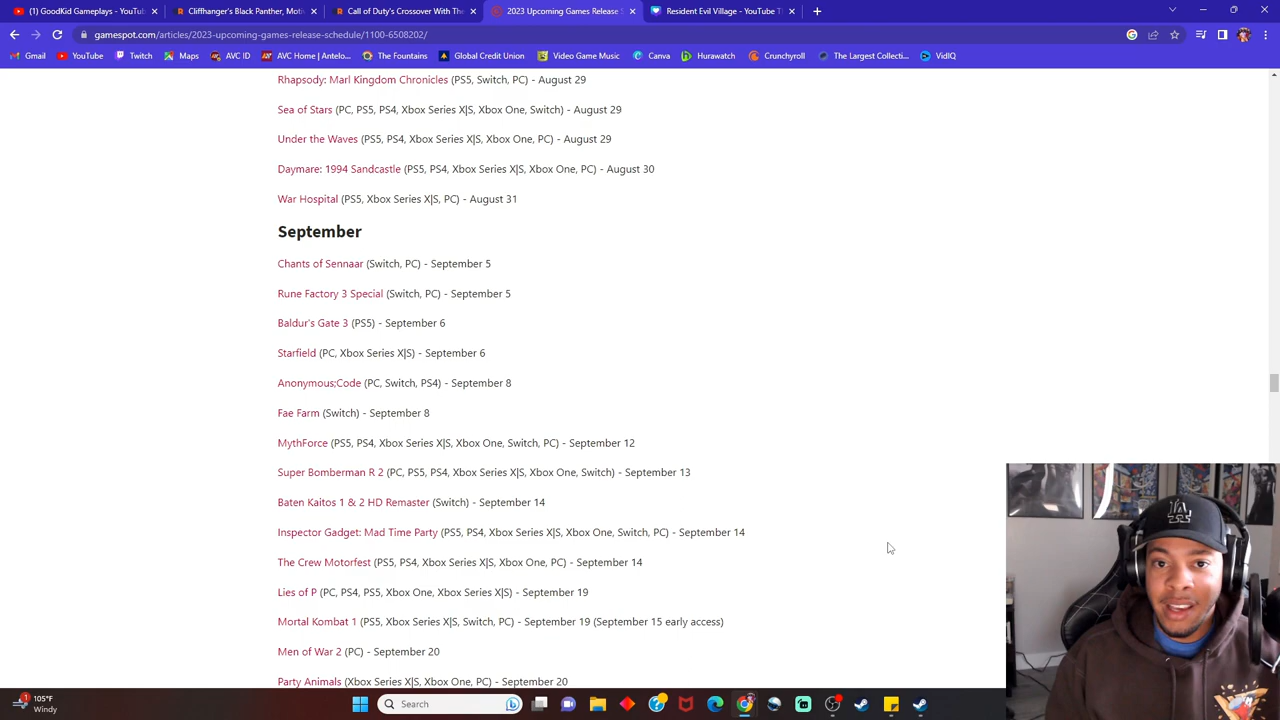 GoodKid Gameplays - YouTu
Cliffhanger's Black Panther, Moti
Call of Duty's Crossover With The
2023 Upcoming Games Release S
Resident Evil Village - YouTube T
gamespot.com/articles/2023-upcoming-games-release-schedule/1100-6508202/
Gmail YouTube Twitch Maps AVC ID AVC Home | Antelo... The Fountains Global Credit Union Video Game Music Canva Hurawatch Crunchyroll The Largest Collecti... VidIQ
Rhapsody: Marl Kingdom Chronicles (PS5, Switch, PC) - August 29
Sea of Stars (PC, PS5, PS4, Xbox Series X|S, Xbox One, Switch) - August 29
Under the Waves (PS5, PS4, Xbox Series X|S, Xbox One, PC) - August 29
Daymare: 1994 Sandcastle (PS5, PS4, Xbox Series X|S, Xbox One, PC) - August 30
War Hospital (PS5, Xbox Series X|S, PC) - August 31
September
Chants of Sennaar (Switch, PC) - September 5
Rune Factory 3 Special (Switch, PC) - September 5
Baldur's Gate 3 (PS5) - September 6
Starfield (PC, Xbox Series X|S) - September 6
Anonymous;Code (PC, Switch, PS4) - September 8
Fae Farm (Switch) - September 8
MythForce (PS5, PS4, Xbox Series X|S, Xbox One, Switch, PC) - September 12
Super Bomberman R 2 (PC, PS5, PS4, Xbox Series X|S, Xbox One, Switch) - September 13
Baten Kaitos 1 & 2 HD Remaster (Switch) - September 14
Inspector Gadget: Mad Time Party (PS5, PS4, Xbox Series X|S, Xbox One, Switch, PC) - September 14
The Crew Motorfest (PS5, PS4, Xbox Series X|S, Xbox One, PC) - September 14
Lies of P (PC, PS4, PS5, Xbox One, Xbox Series X|S) - September 19
Mortal Kombat 1 (PS5, Xbox Series X|S, Switch, PC) - September 19 (September 15 early access)
Men of War 2 (PC) - September 20
Party Animals (Xbox Series X|S, Xbox One, PC) - September 20
LA
1
105°F
Windy
Search